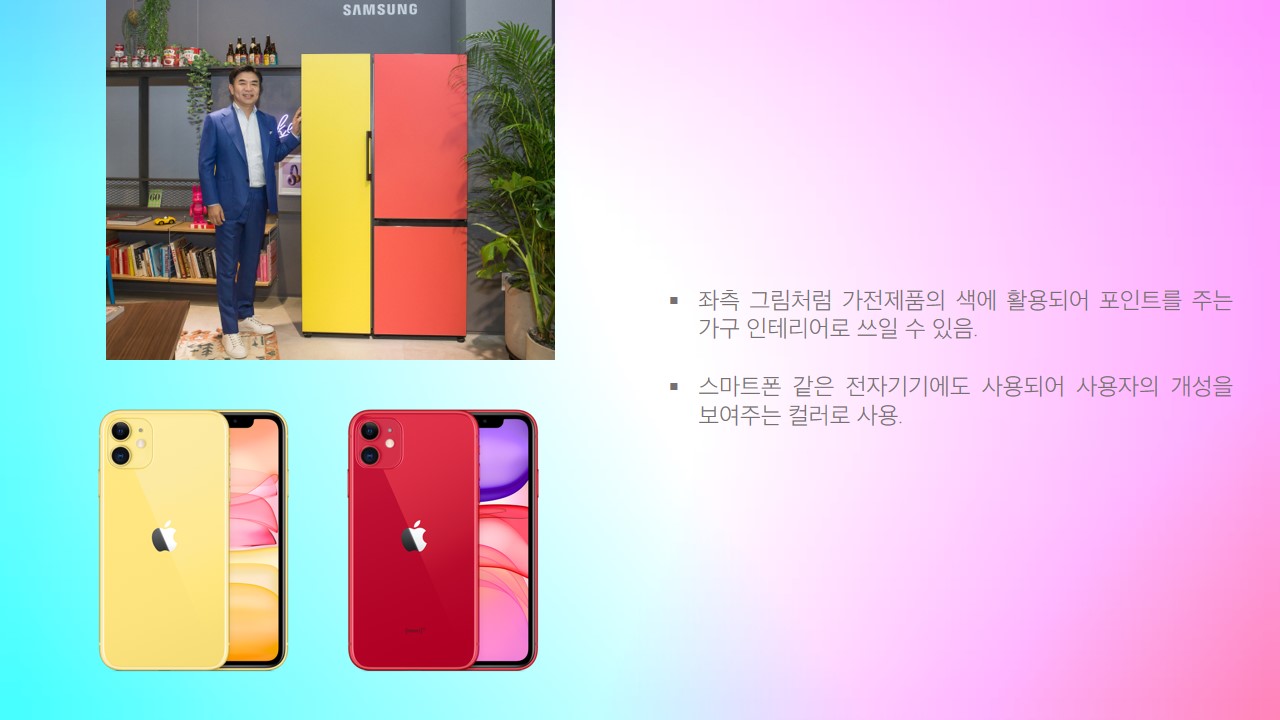 SAMSUNG
60
좌측 그림처럼 가전제품의 색에 활용되어 포인트를 주는
가구 인테리어로 쓰일 수 있음.
스마트폰 같은 전자기기에도 사용되어 사용자의 개성을
보여주는 컬러로 사용.